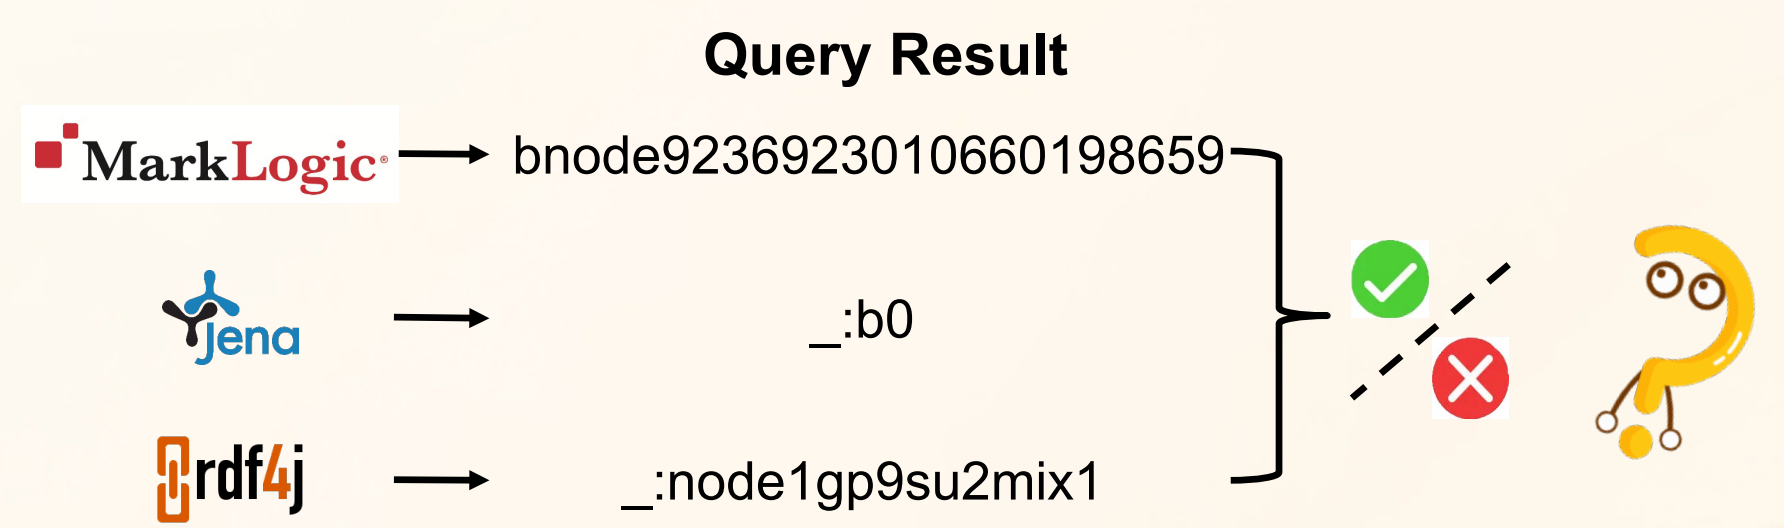 Query Result
MarkLogic®
bnode9236923010660198659
Jena
_:b0
rdf4j
_:node1gp9su2mix1